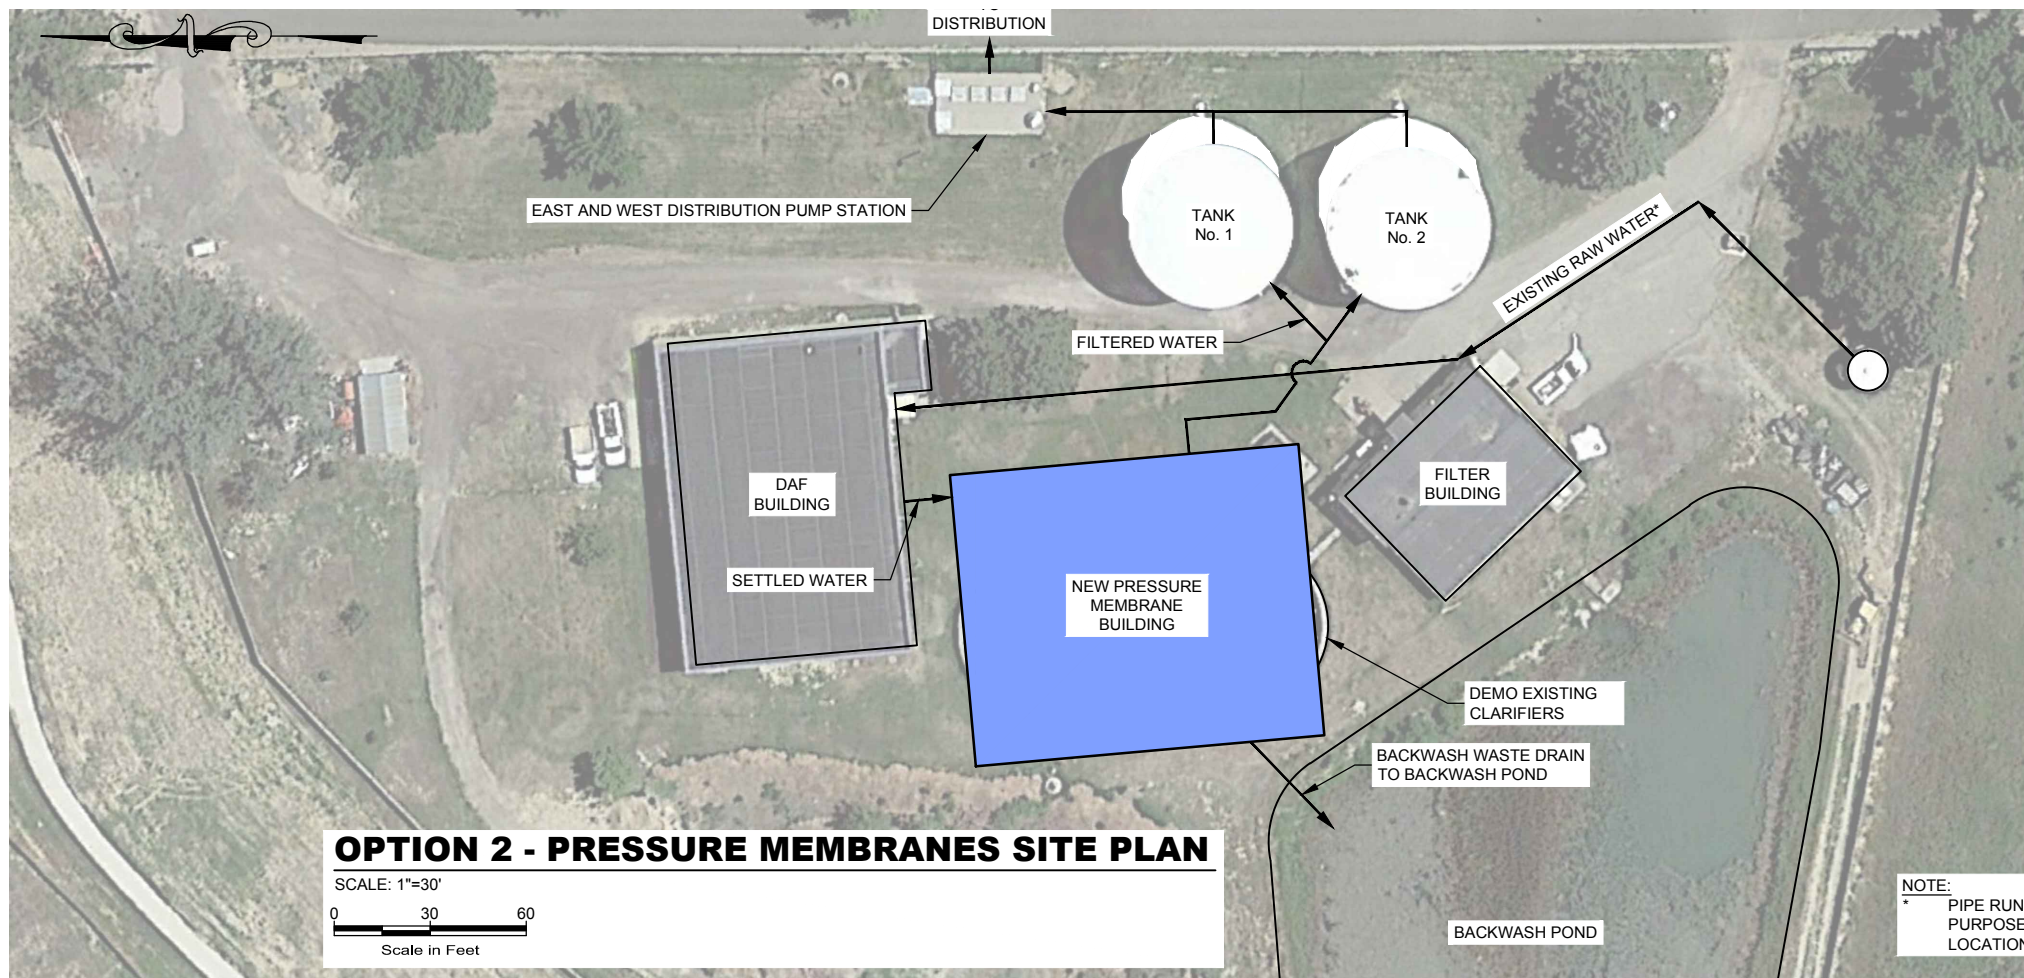 DISTRIBUTION
EAST AND WEST DISTRIBUTION PUMP STATION
TANK
No. 1
TANK
No. 2
EXISTING RAW WATER*
FILTERED WATER
DAF
BUILDING
FILTER
BUILDING
SETTLED WATER
NEW PRESSURE
MEMBRANE
BUILDING
DEMO EXISTING
CLARIFIERS
BACKWASH WASTE DRAIN
TO BACKWASH POND
OPTION 2 - PRESSURE MEMBRANES SITE PLAN
SCALE: 1"=30'
0 30 60
Scale in Feet
BACKWASH POND
NOTE:
* PIPE RUN
PURPOSE
LOCATION